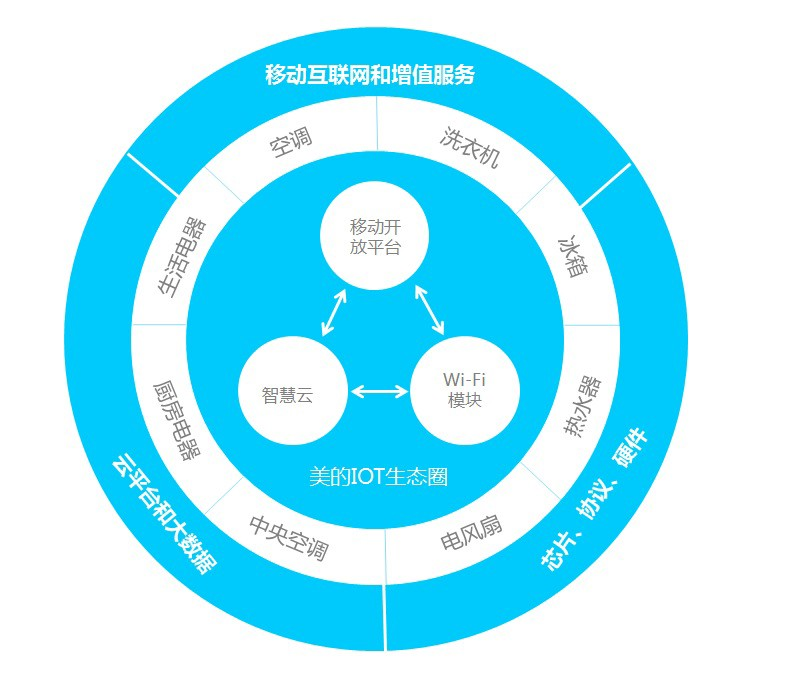 移动互联网和增值服务
空调
洗衣机
生活电器
冰箱
移动开
放平台
智慧云
Wi-Fi
模块
厨房电器
热水器
美的IOT生态圈
云平台和大数据
芯片、协议、硬件
中央空调
电风扇